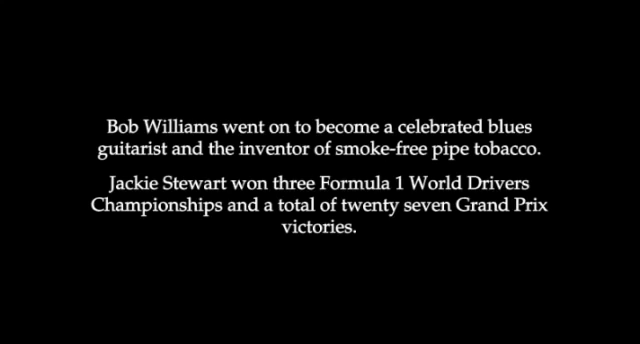 Bob Williams went on to become a celebrated blues
guitarist and the inventor of smoke-free pipe tobacco.
Jackie Stewart won three Formula 1 World Drivers
Championships and a total of twenty seven Grand Prix
victories.